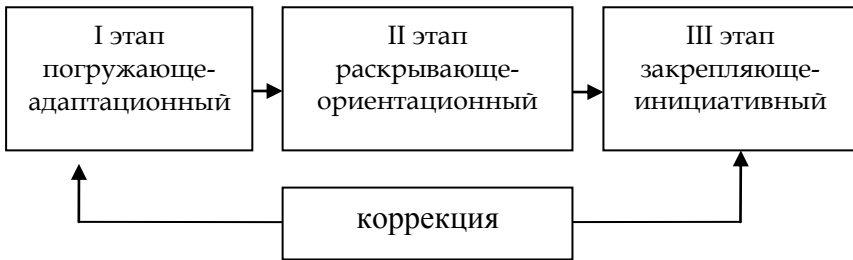 I этап
погружающе-
адаптационный
II этап
раскрывающе-
ориентационный
III этап
закрепляюще-
инициативный
коррекция